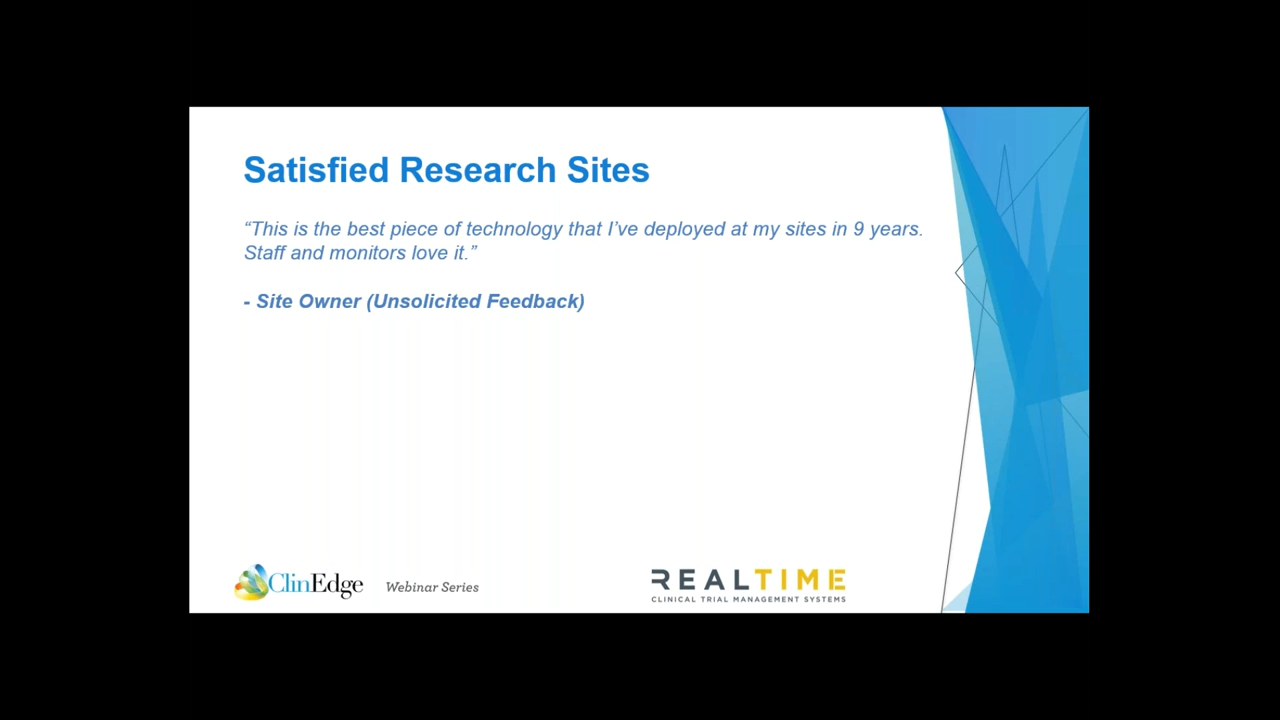 Satisfied Research Sites
“This is the best piece of technology that I’ve deployed at my sites in 9 years.
Staff and monitors love it.”
- Site Owner (Unsolicited Feedback)
ClinEdge Webinar Series
REALTIME
CLINICAL TRIAL MANAGEMENT SYSTEMS